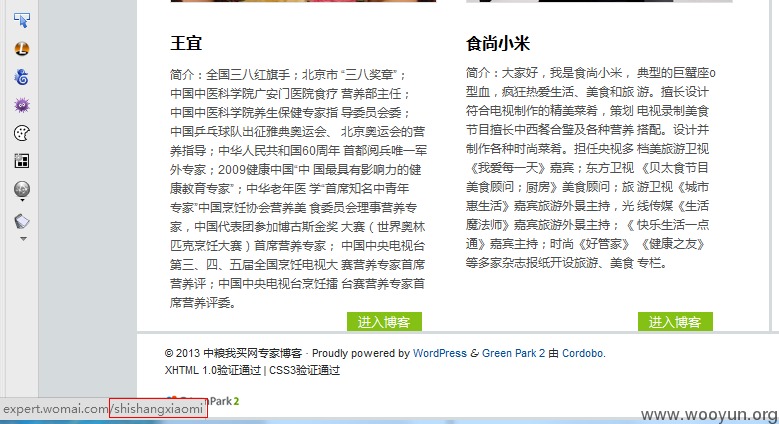 王宜
简介：全国三八红旗手；北京市 “三八奖章”；
中国中医科学院广安门医院食疗 营养部主任；
中国中医科学院养生保健专家指 导委员会委；
中国乒乓球队出征雅典奥运会、 北京奥运会的营
养指导；中华人民共和国60周年 首都阅兵唯一军
外专家；2009健康中国“中 国最具有影响力的健
康教育专家”；中华老年医 学“首席知名中青年
专家”中国烹饪协会营养美 食委员会理事营养专
家，中国代表团参加博古斯金奖 大赛（世界奥林
匹克烹饪大赛）首席营养专家； 中国中央电视台
第三、四、五届全国烹饪电视大 赛营养专家首席
营养评；中国中央电视台烹饪擂 台赛营养专家首
席营养评委。
进入博客
食尚小米
简介：大家好，我是食尚小米， 典型的巨蟹座o
型血，疯狂热爱生活、美食和旅 游。擅长设计
符合电视制作的精美菜肴，策划 电视录制美食
节目擅长中西餐合璧及各种营养 搭配。设计并
制作各种时尚菜肴。担任央视多 档美旅游卫视
《我爱每一天》嘉宾；东方卫视 《贝太食节目
美食顾问；厨房》美食顾问；旅 游卫视《城市
惠生活》嘉宾旅游外景主持，光 线传媒《生活
魔法师》嘉宾旅游外景主持；《 快乐生活一点
通》嘉宾主持；时尚《好管家》 《健康之友》
等多家杂志报纸开设旅游、美食 专栏。
进入博客
© 2013 中粮我买网专家博客 · Proudly powered by WordPress & Green Park 2 由 Cordobo.
XHTML 1.0验证通过 | CSS3验证通过
GreenPark 2
expert.womai.com/shishangxiaomi
www.wooyun.org